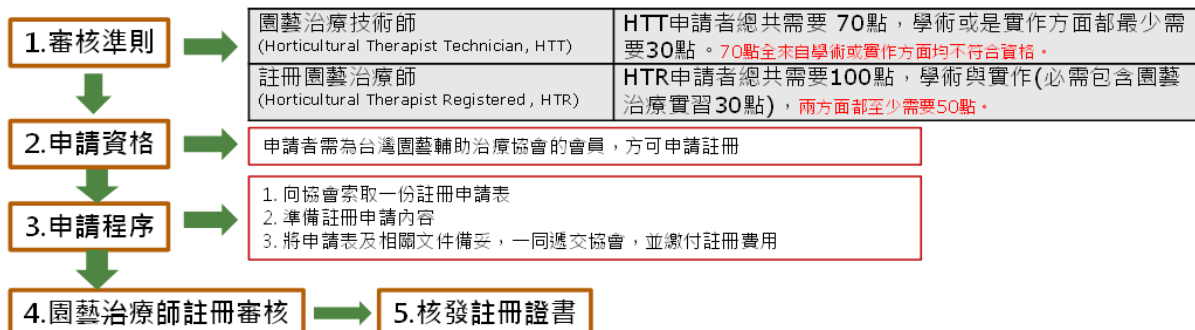 1.審核準則
園藝治療技術師
(Horticultural Therapist Technician, HTT)
HTT申請者總共需要 70點，學術或是實作方面都最少需
要30點。70點全來自學術或實作方面均不符合資格。
註冊園藝治療師
(Horticultural Therapist Registered , HTR)
HTR申請者總共需要100點，學術與實作(必需包含園藝
治療實習30點)，兩方面都至少需要50點。
2.申請資格
申請者需為台灣園藝輔助治療協會的會員，方可申請註冊
3.申請程序
1. 向協會索取一份註冊申請表
2. 準備註冊申請內容
3. 將申請表及相關文件備妥，一同遞交協會，並繳付註冊費用
4.園藝治療師註冊審核
5.核發註冊證書